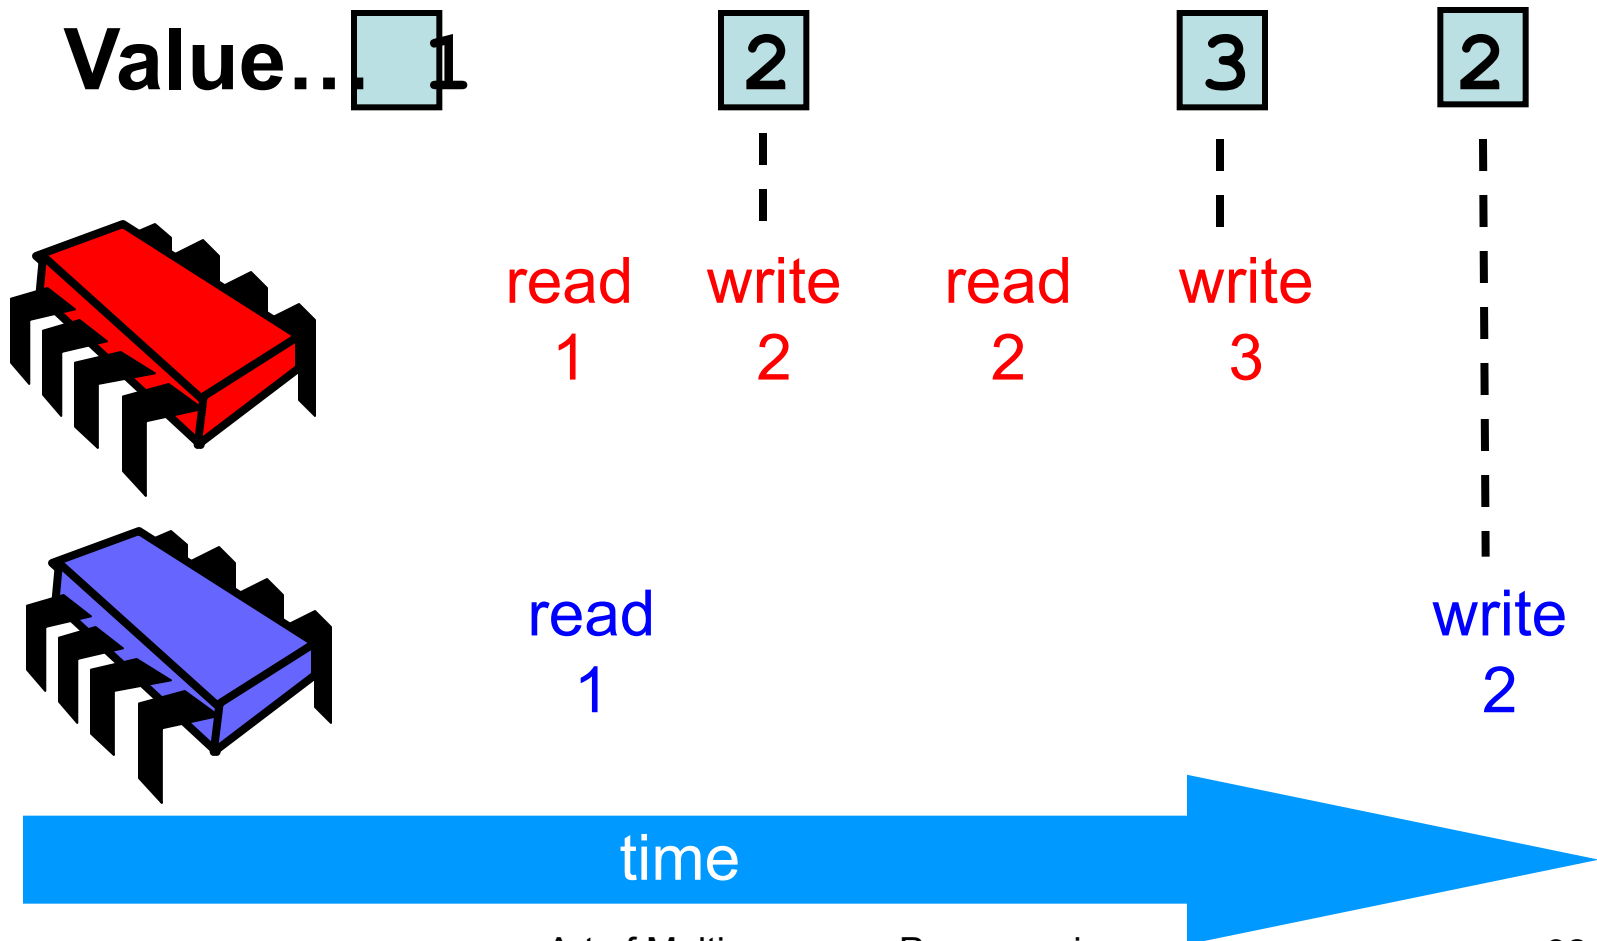 Value… 1 2 3 2
read write read write
1 2 2 3
read write
1 2
time